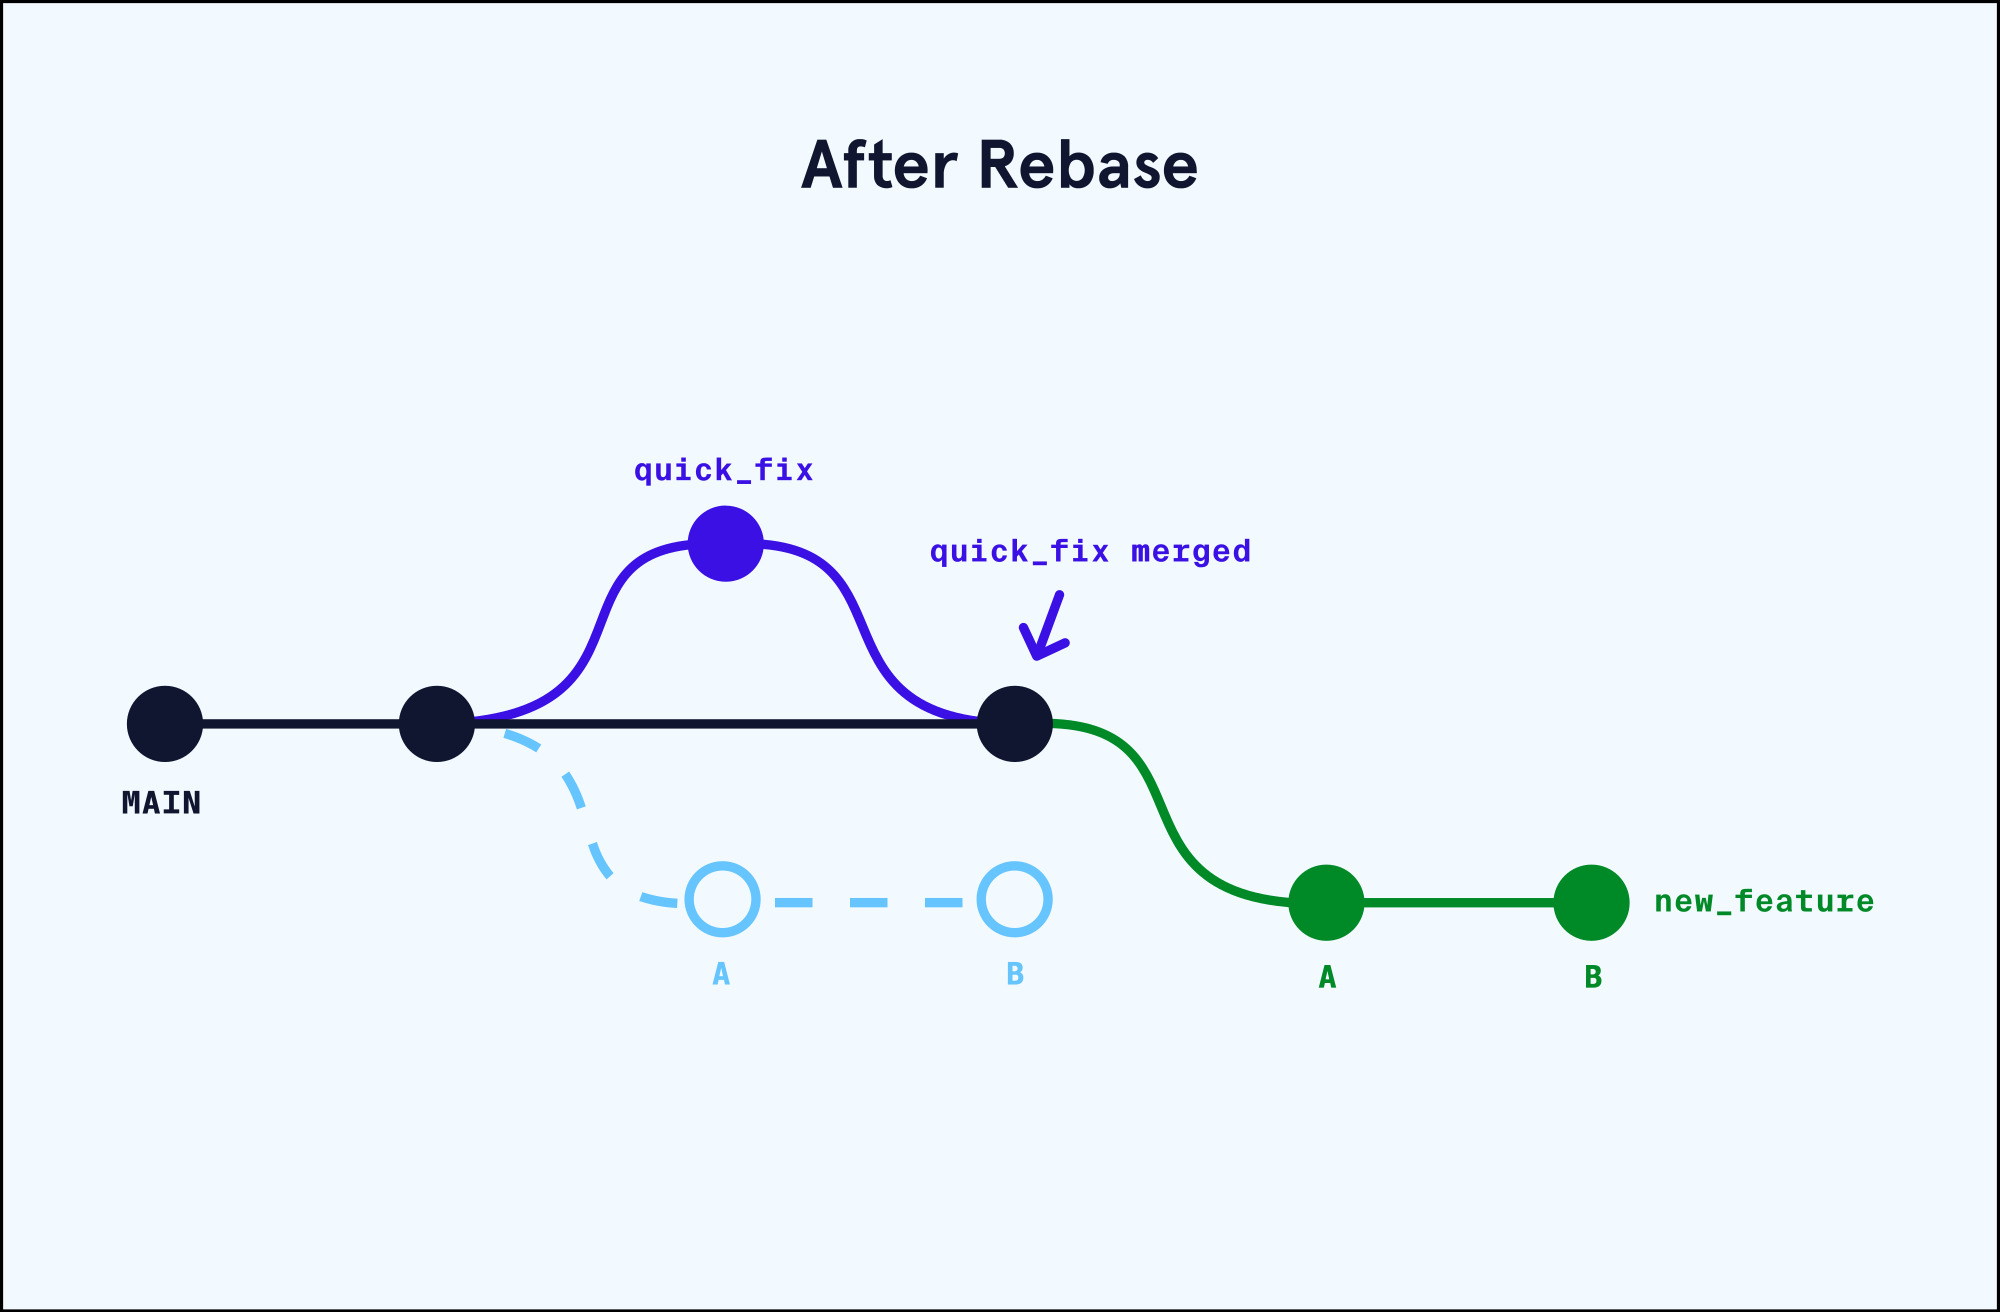 After Rebase
quick_fix
quick_fix merged
MAIN
new_feature
A
B
A
B